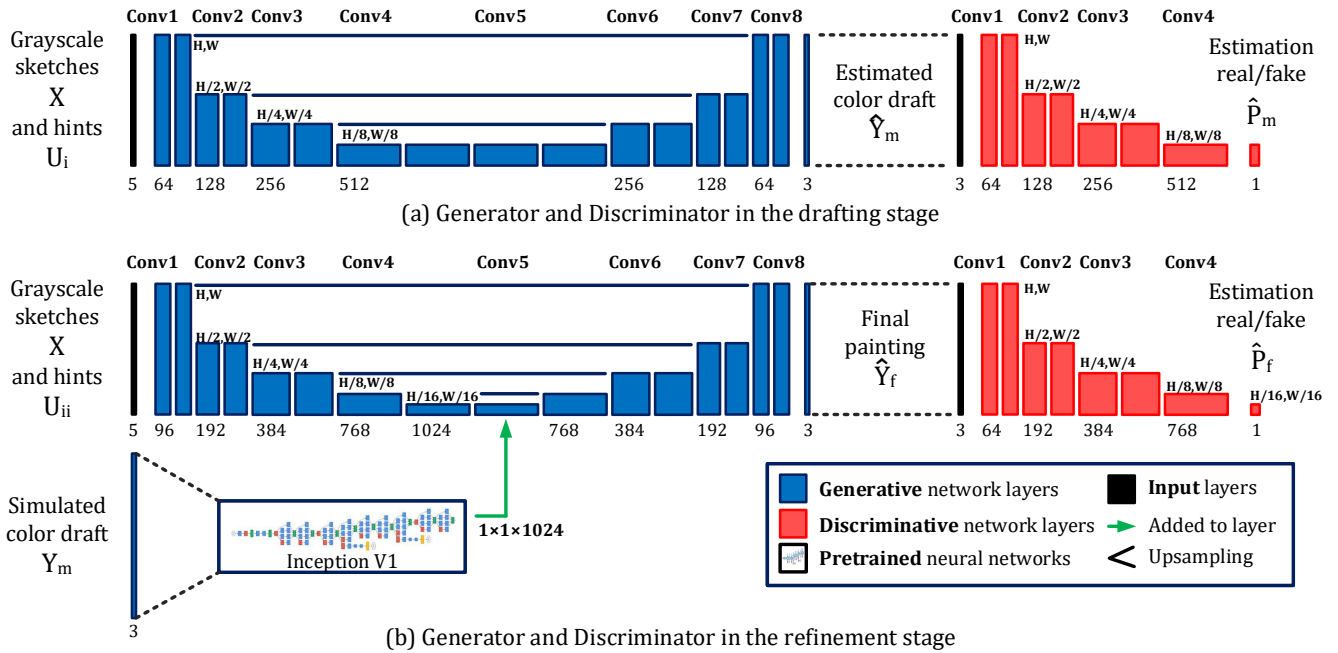 Conv1 Conv2 Conv3 Conv4 Conv5 Conv6 Conv7 Conv8 Conv1 Conv2 Conv3 Conv4
Grayscale
sketches
X
and hints
Uᵢ
H,W
H/2,W/2
H/4,W/4
H/8,W/8
Estimated
color draft
Ŷₘ
H,W
H/2,W/2
H/4,W/4
H/8,W/8
Estimation
real/fake
P̂ₘ
5 64 128 256 512 256 128 64 3 3 64 128 256 512 1
(a) Generator and Discriminator in the drafting stage
Conv1 Conv2 Conv3 Conv4 Conv5 Conv6 Conv7 Conv8 Conv1 Conv2 Conv3 Conv4
Grayscale
sketches
X
and hints
Uᵢᵢ
H,W
H/2,W/2
H/4,W/4
H/8,W/8
H/16,W/16
Final
painting
Ŷf
H,W
H/2,W/2
H/4,W/4
H/8,W/8
Estimation
real/fake
P̂f
H/16,W/16
5 96 192 384 768 1024 768 384 192 96 3 3 64 192 384 768 1
Simulated
color draft
Yₘ
3
Inception V1
1×1×1024
Generative network layers
Discriminative network layers
Pretrained neural networks
Input layers
Added to layer
Upsampling
(b) Generator and Discriminator in the refinement stage